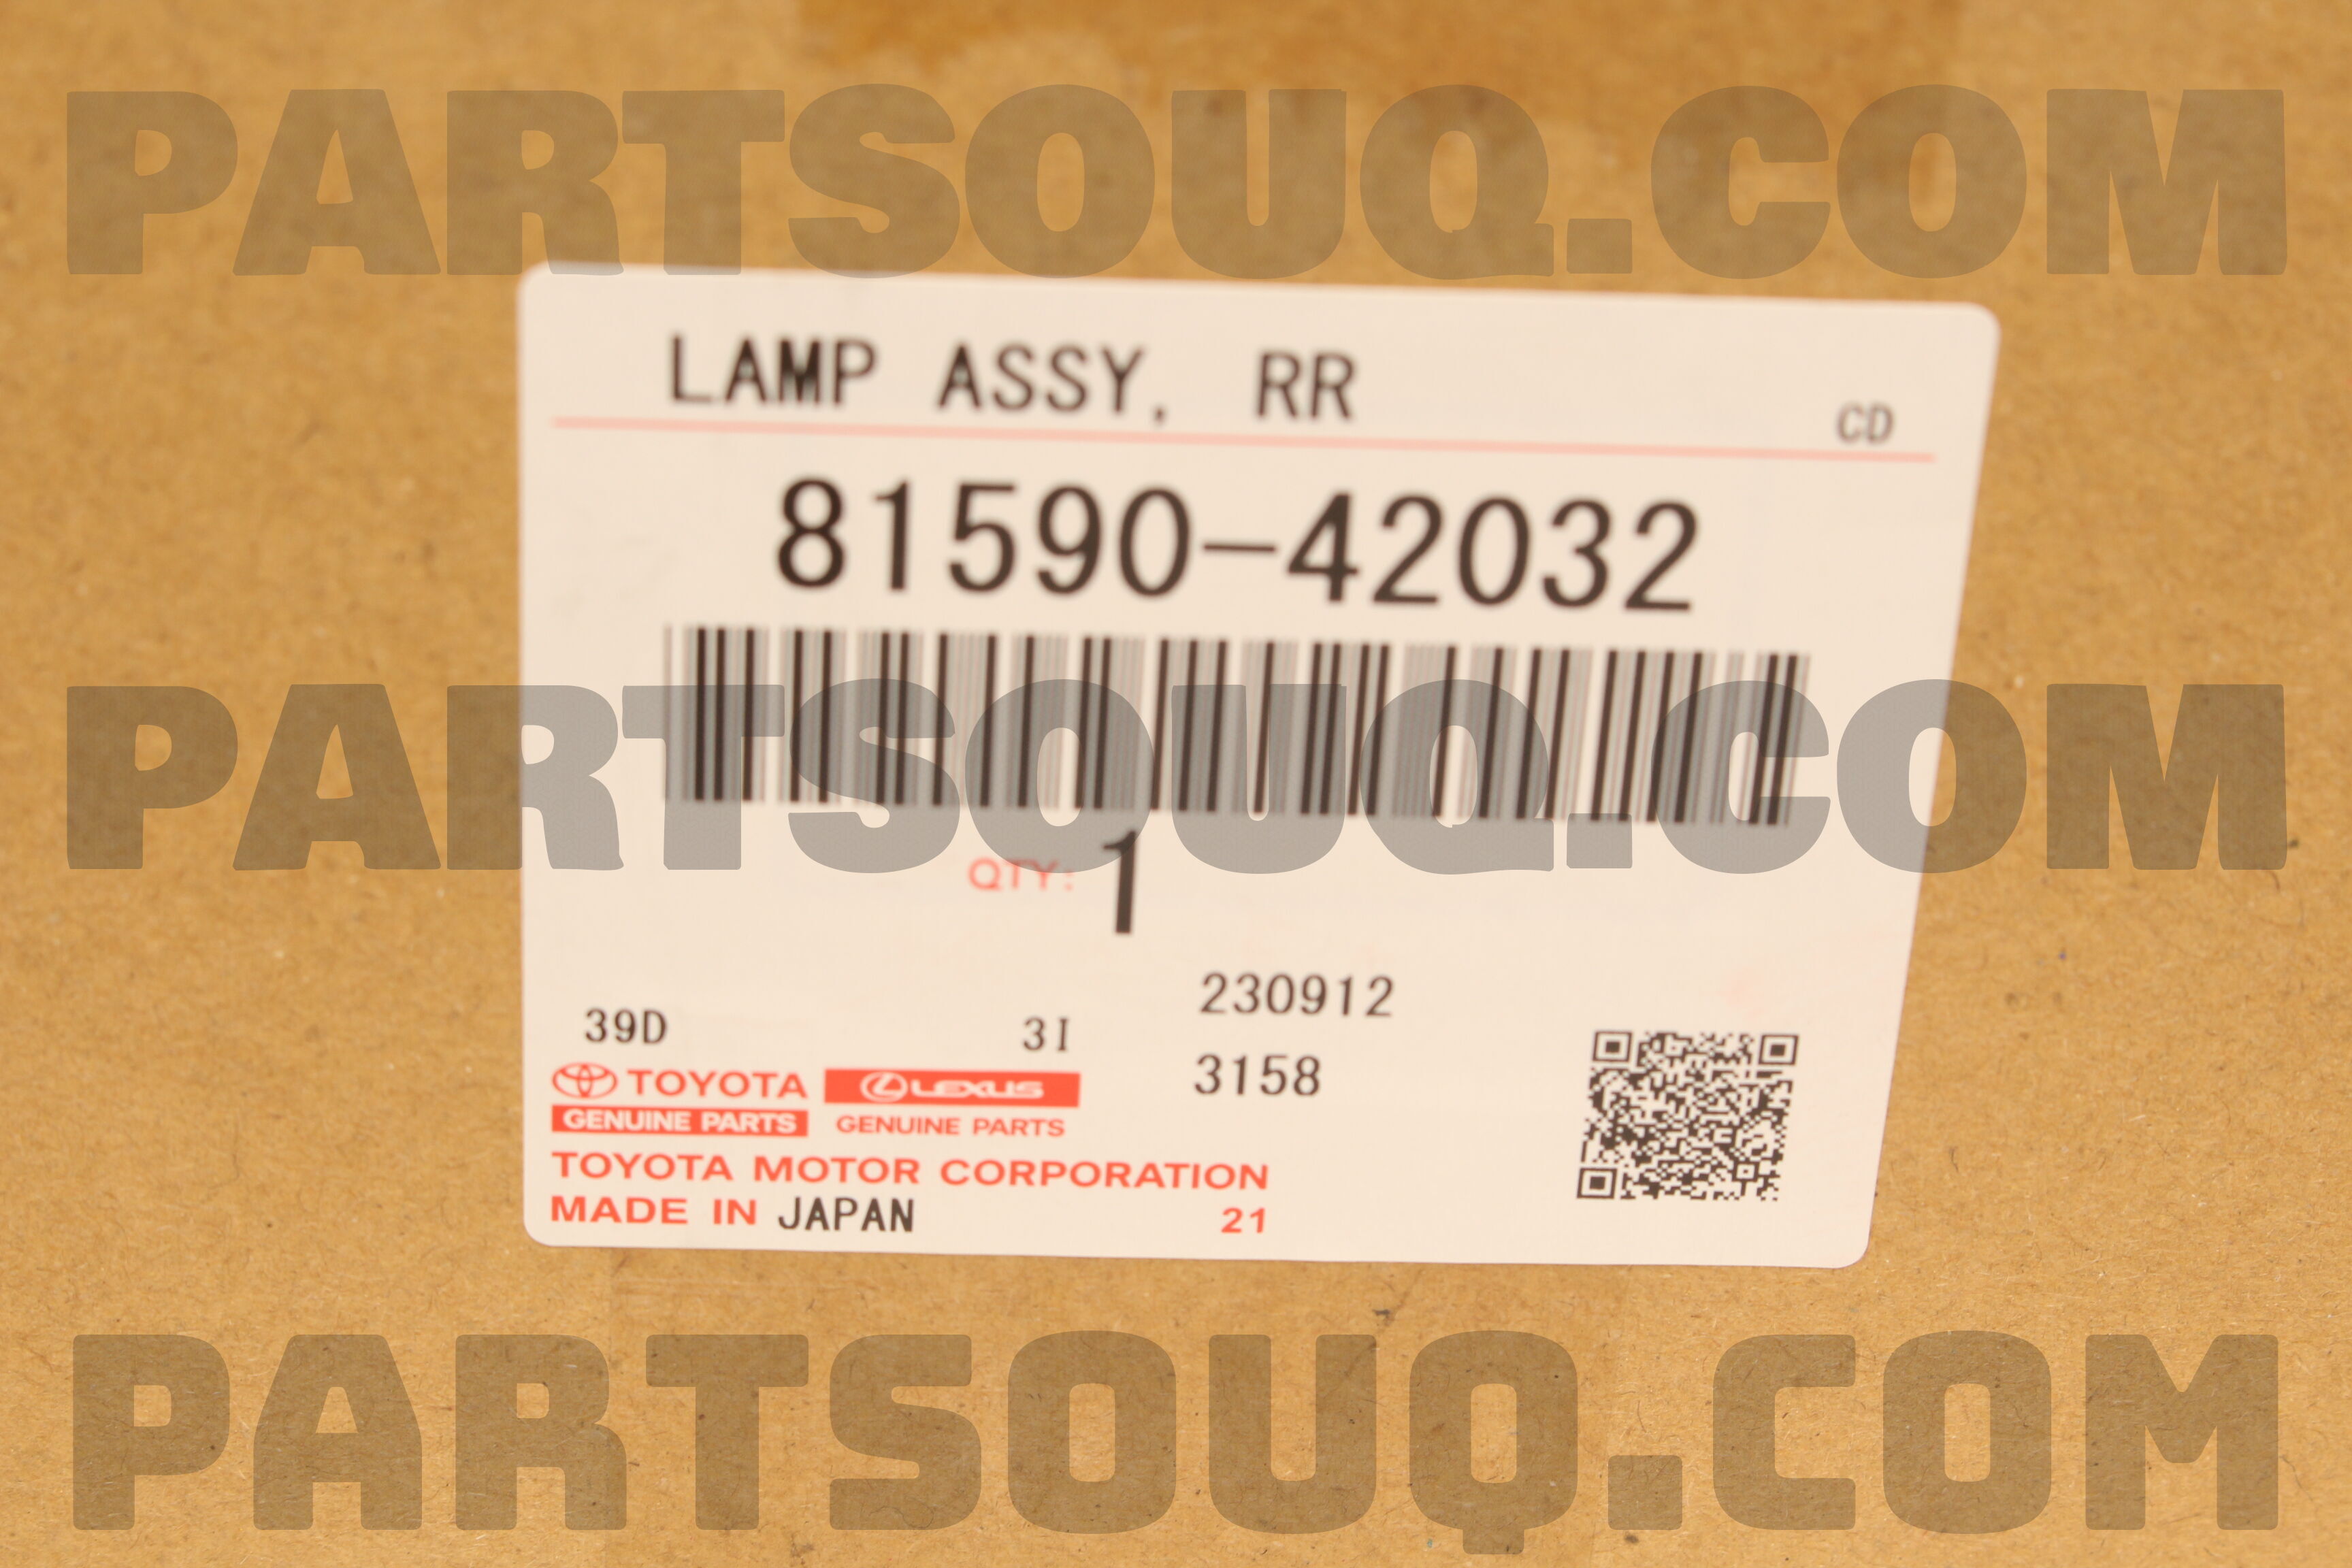 PARTSOUQ.COM
LAMP ASSY, RR
CD
81590-42032
PARTSOUQ.COM
QTY: 1
230912
39D 3I
3158
TOYOTA LEXUS
GENUINE PARTS GENUINE PARTS
TOYOTA MOTOR CORPORATION
MADE IN JAPAN 21
PARTSOUQ.COM